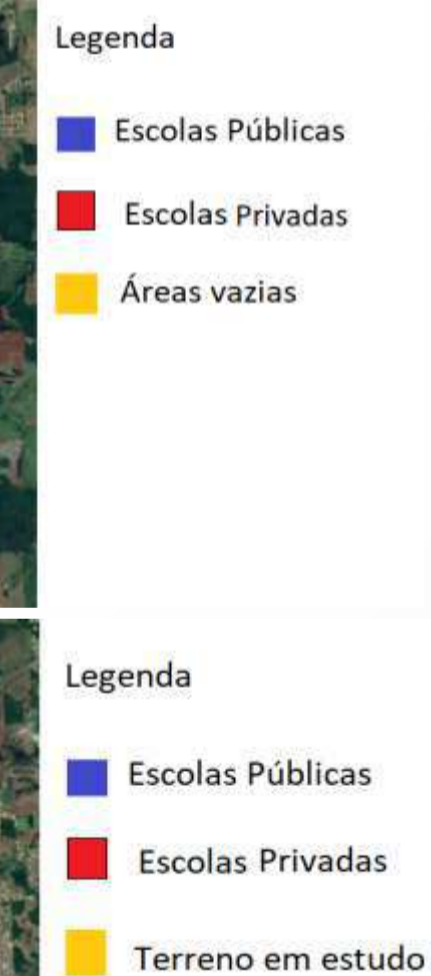 Legenda
Escolas Públicas
Escolas Privadas
Áreas vazias
Legenda
Escolas Públicas
Escolas Privadas
Terreno em estudo